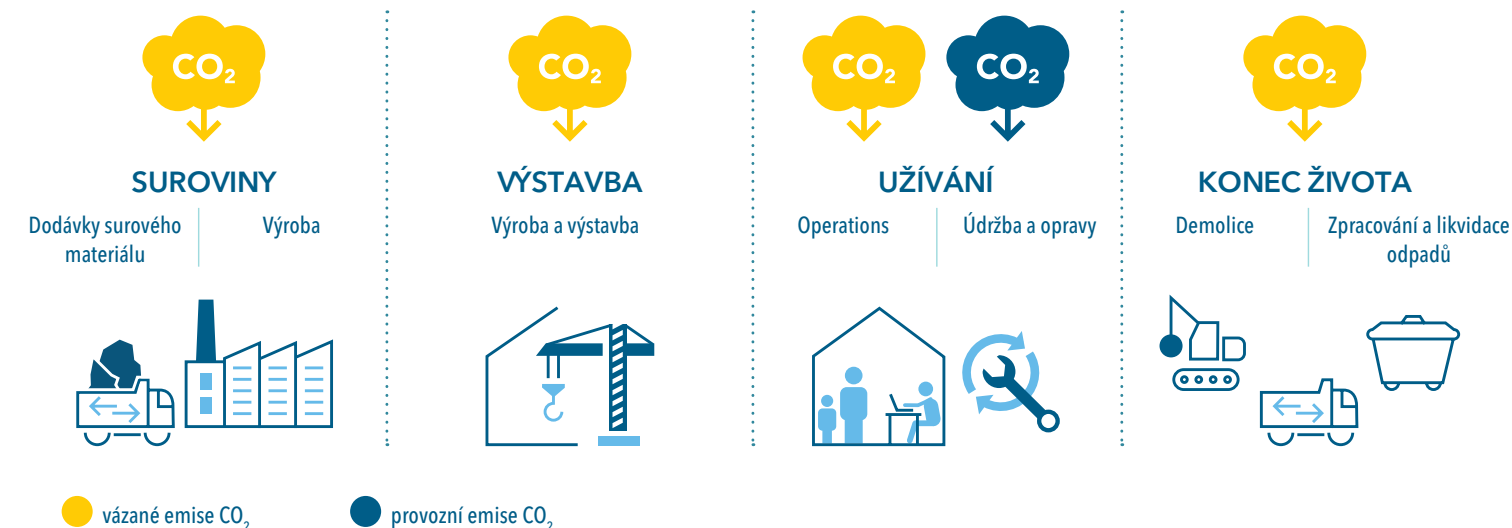 CO₂
CO₂
CO₂
CO₂
CO₂
SUROVINY
Dodávky surového
materiálu
Výroba
VÝSTAVBA
Výroba a výstavba
UŽÍVÁNÍ
Operations
Údržba a opravy
KONEC ŽIVOTA
Demolice
Zpracování a likvidace
odpadů
vázané emise CO₂
provozní emise CO₂